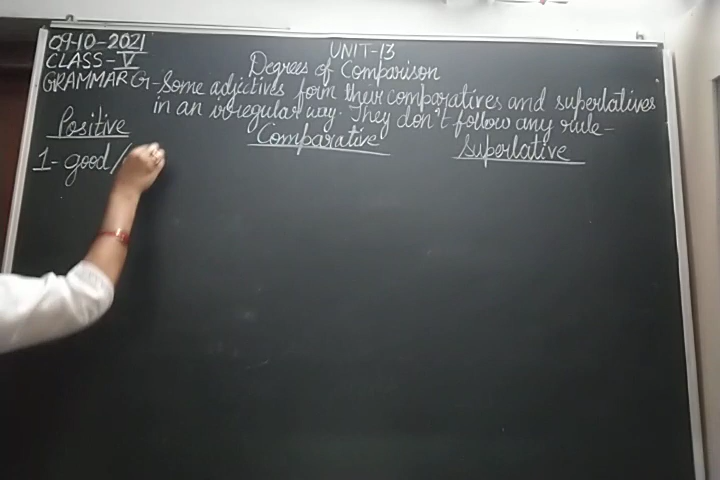 09-10-2021
UNIT-13
CLASS-V
Degrees of Comparison
GRAMMAR G-Some adjectives form their comparatives and superlatives
in an irregular way. They don't follow any rule-
Positive Comparative Superlative
1- good/